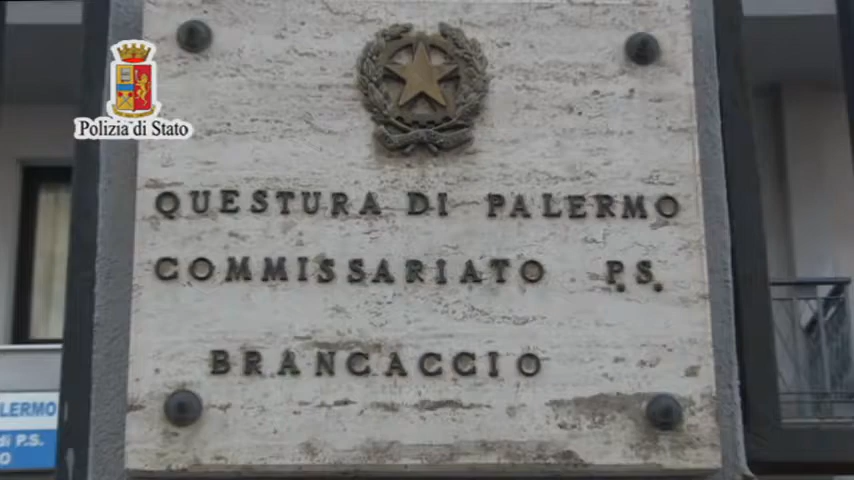 Polizia di Stato
QUESTURA DI PALERMO
COMMISSARIATO P.S.
BRANCACCIO
LERMO
di P.S.
O